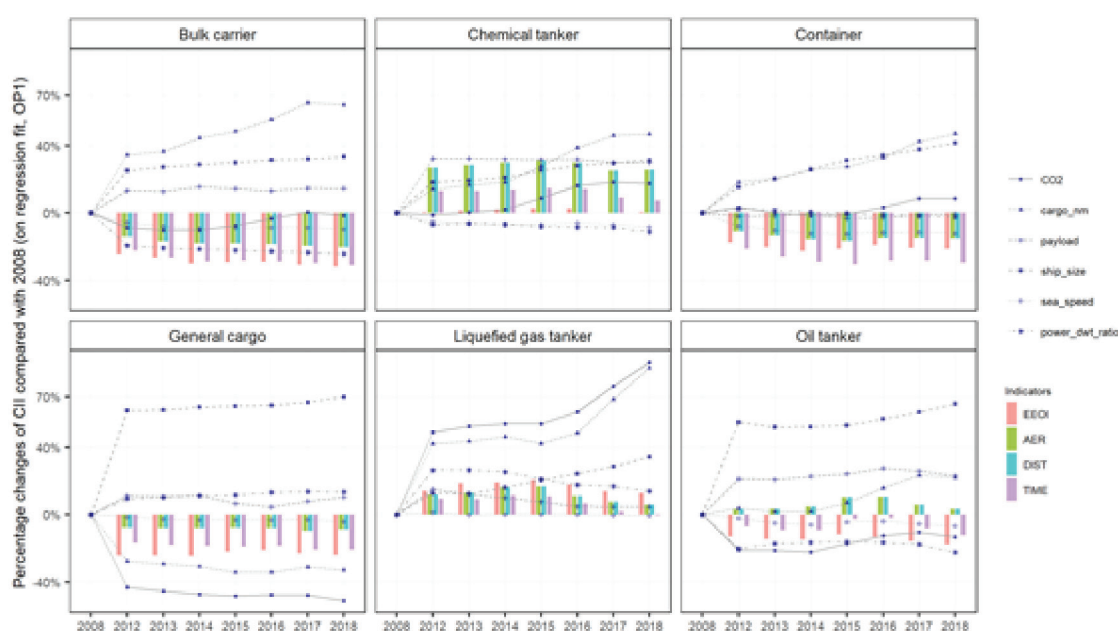 Bulk carrier
Chemical tanker
Container
Percentage changes of CII compared with 2008 (on regression fit, OP1)
70%
40%
0%
-40%
General cargo
Liquefied gas tanker
Oil tanker
70%
40%
0%
-40%
2008 2012 2013 2014 2015 2016 2017 2018
2008 2012 2013 2014 2015 2016 2017 2018
2008 2012 2013 2014 2015 2016 2017 2018
CO2
cargo_nm
payload
ship_size
sea_speed
power_dwt_ratio
Indicators
EEOI
AER
DIST
TIME